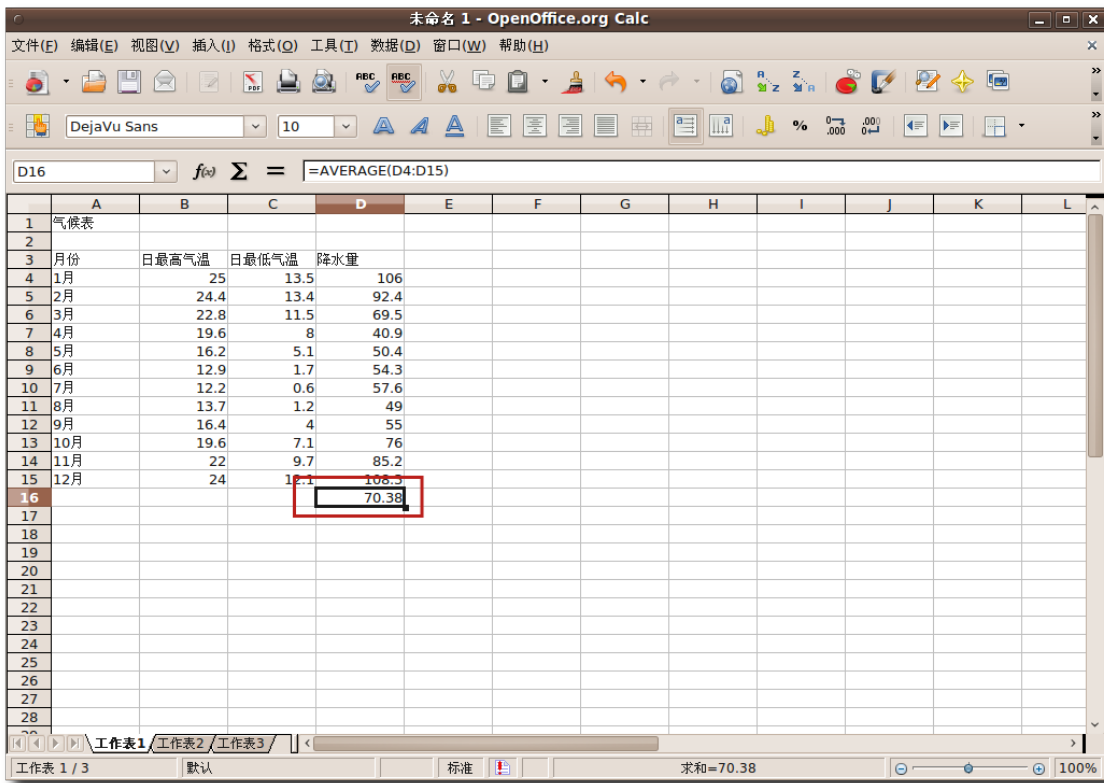 未命名 1 - OpenOffice.org Calc
文件(F) 编辑(E) 视图(V) 插入(I) 格式(O) 工具(T) 数据(D) 窗口(W) 帮助(H)
DejaVu Sans 10
D16 f(x) Σ = =AVERAGE(D4:D15)
A B C D E F G H I J K L
1 气候表
2
3 月份 日最高气温 日最低气温 降水量
4 1月 25 13.5 106
5 2月 24.4 13.4 92.4
6 3月 22.8 11.5 69.5
7 4月 19.6 8 40.9
8 5月 16.2 5.1 50.4
9 6月 12.9 1.7 54.3
10 7月 12.2 0.6 57.6
11 8月 13.7 1.2 49
12 9月 16.4 4 55
13 10月 19.6 7.1 76
14 11月 22 9.7 85.2
15 12月 24 12.1 108.3
16 70.38
17
18
19
20
21
22
23
24
25
26
27
28
工作表1 工作表2 工作表3
工作表 1 / 3 默认 标准 求和=70.38 100%